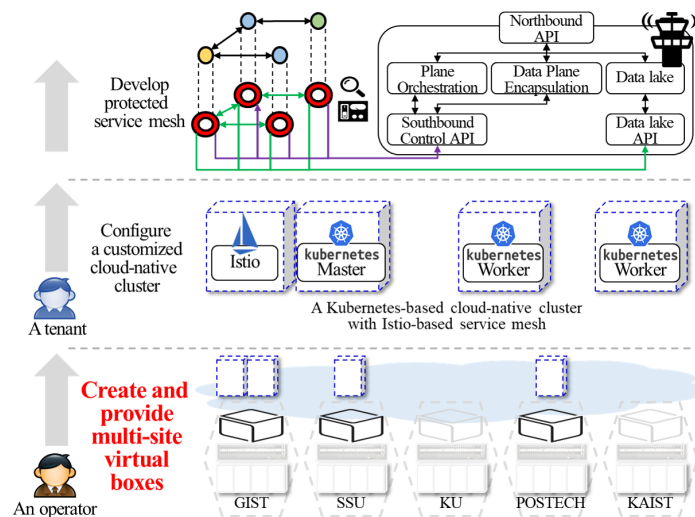 Northbound
API
Plane
Orchestration
Data Plane
Encapsulation
Data lake
Southbound
Control API
Data lake
API
Develop
protected
service mesh
Configure
a customized
cloud-native
cluster
Istio
kubernetes
Master
kubernetes
Worker
kubernetes
Worker
A tenant
A Kubernetes-based cloud-native cluster
with Istio-based service mesh
Create and
provide
multi-site
virtual
boxes
An operator
GIST
SSU
KU
POSTECH
KAIST